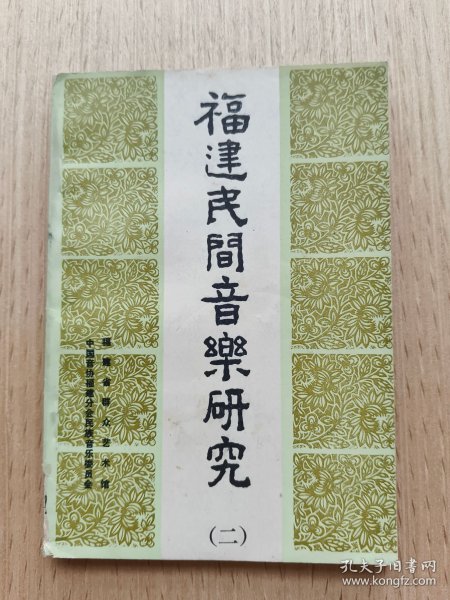 福建民間音樂研究
(二)
福建省群众艺术馆
中国音协福建分会民族音乐委员会
孔夫子旧书网
www.kongfz.com